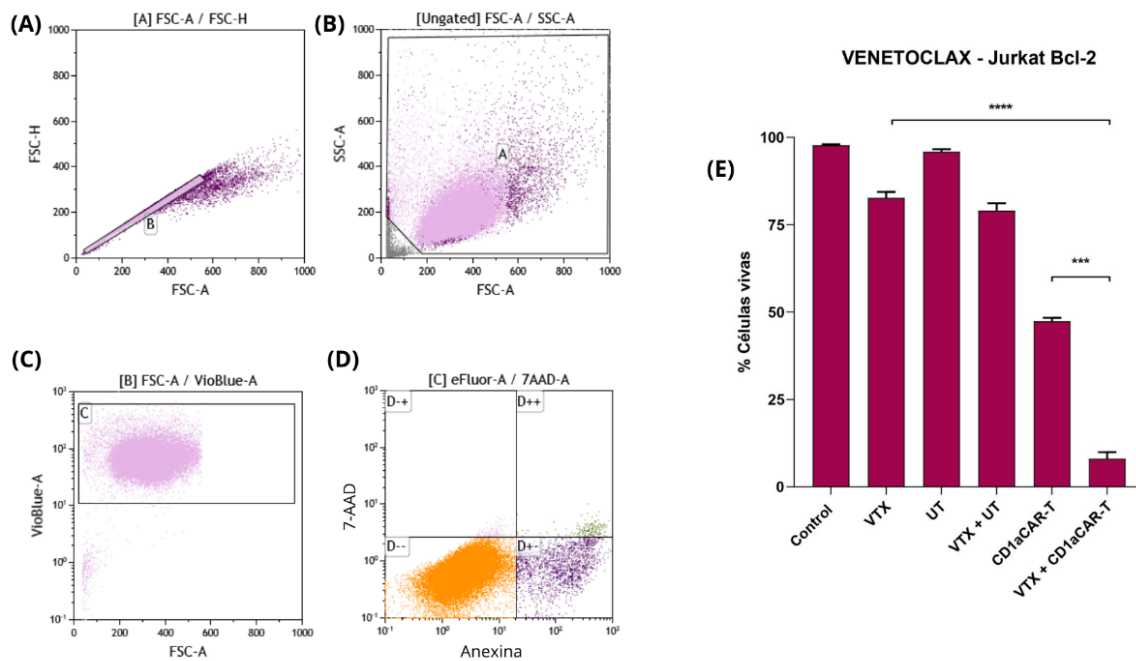 (A)
[A] FSC-A / FSC-H
1000
800
600
400
200
0
FSC-H
B
0 200 400 600 800 1000
FSC-A
(B)
[Ungated] FSC-A / SSC-A
1000
800
600
400
200
0
SSC-A
A
0 200 400 600 800 1000
FSC-A
(C)
[B] FSC-A / VioBlue-A
10³
10²
10¹
10⁰
10⁻¹
VioBlue-A
C
0 200 400 600 800 1000
FSC-A
(D)
[C] eFluor-A / 7AAD-A
10³
10²
10¹
10⁰
10⁻¹
7-AAD
D-+ D++
D-- D+-
10⁻¹ 10⁰ 10¹ 10² 10³
Anexina
VENETOCLAX - Jurkat Bcl-2
(E)
****
***
100
75
50
25
0
% Células vivas
Control
VTX
UT
VTX + UT
CD1aCAR-T
VTX + CD1aCAR-T